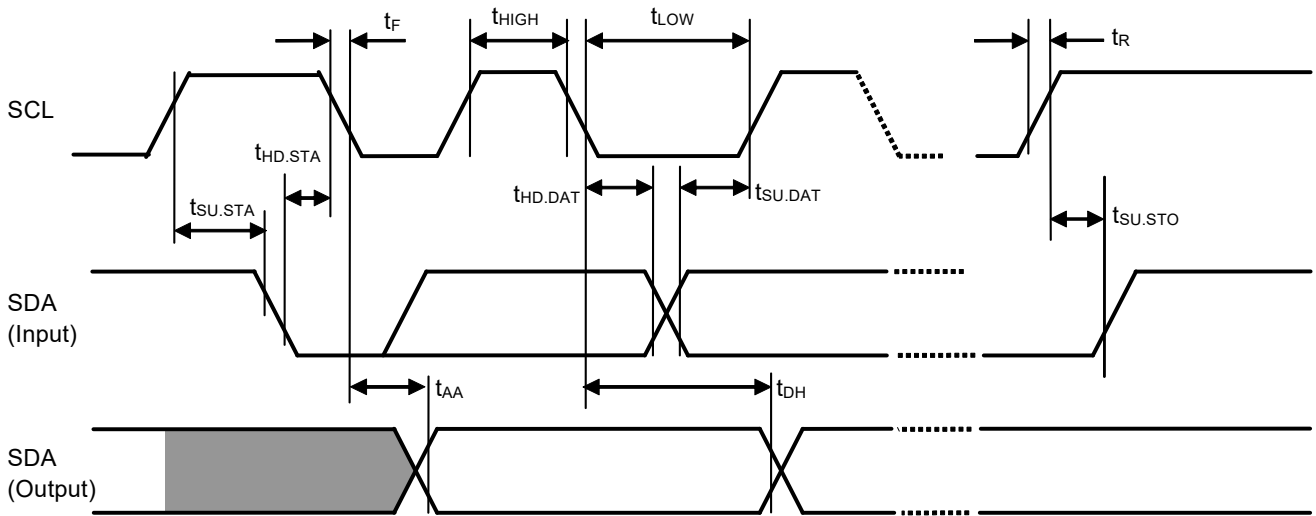 tF
tHIGH
tLOW
tR
SCL
tHD.STA
tHD.DAT
tSU.DAT
tSU.STA
tSU.STO
SDA
(Input)
tAA
tDH
SDA
(Output)